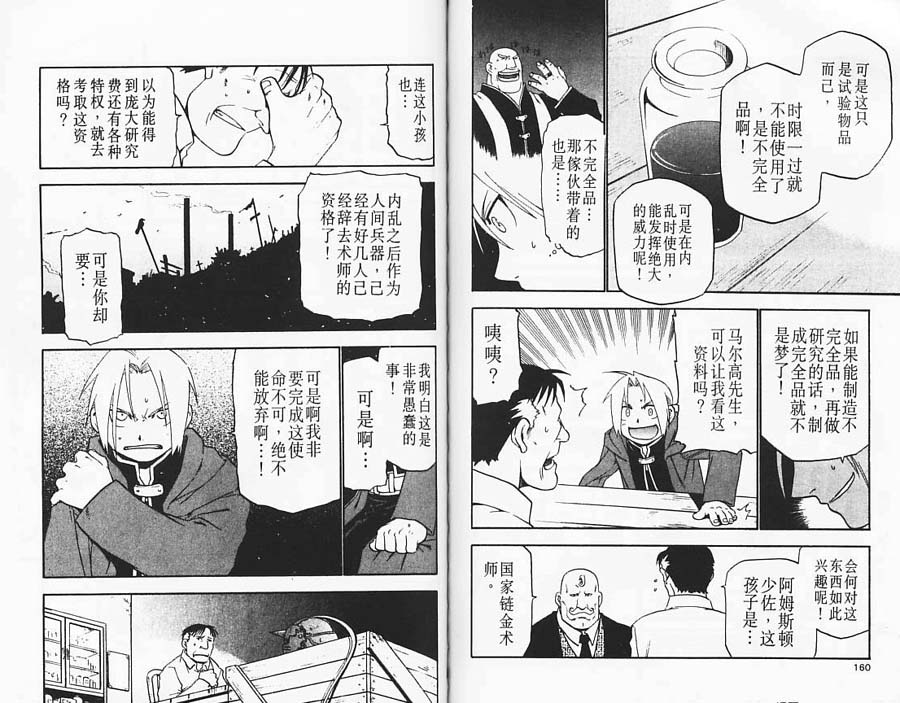 可是这只
是试验物品
而已，
时限一过就
不能使用了
，是不完全
品啊！
可是在内
乱时使用，
能发挥绝大
的威力呢！
不完全品…
那傢伙带着的
也是…
如果能制造不
完全品，再做
研究的话，制
成完全品就不
是梦了！
马尔高先生，
可以让我看这
资料吗？
咦咦？
会何对这
东西如此
兴趣呢！
阿姆斯顿
少佐，这
孩子是…
国家链金术
师。
160
连这小孩
也…
以为能得
到庞大研究
费还有各种
特权，就去
考取这资
格吗？
内乱之后作为
人间兵器，己
经有好几人己
经辞去术师的
资格了！
可是你却
要…
我明白这是
非常愚蠢的
事！
可是啊…
可是啊我非
要完成这使
命不可，绝不
能放弃啊…！